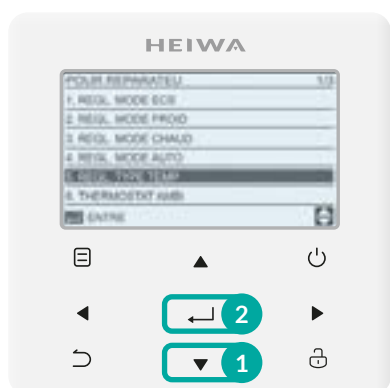 HEIWA
POUR REPARATEU 1/3
1. REGL. MODE ECS
2. REGL. MODE FROID
3. REGL. MODE CHAUD
4. REGL. MODE AUTO
5. REGL. TYPE TEMP.
6. THERMOSTAT AMBI.
ENTRE
2
1